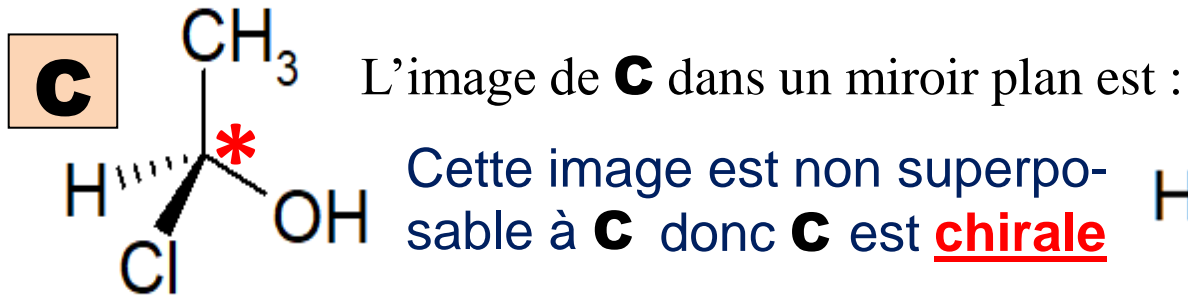 CH₃
C
L'image de C dans un miroir plan est :
*
Cette image est non superpo-
H
OH
sable à C donc C est chirale
H
Cl